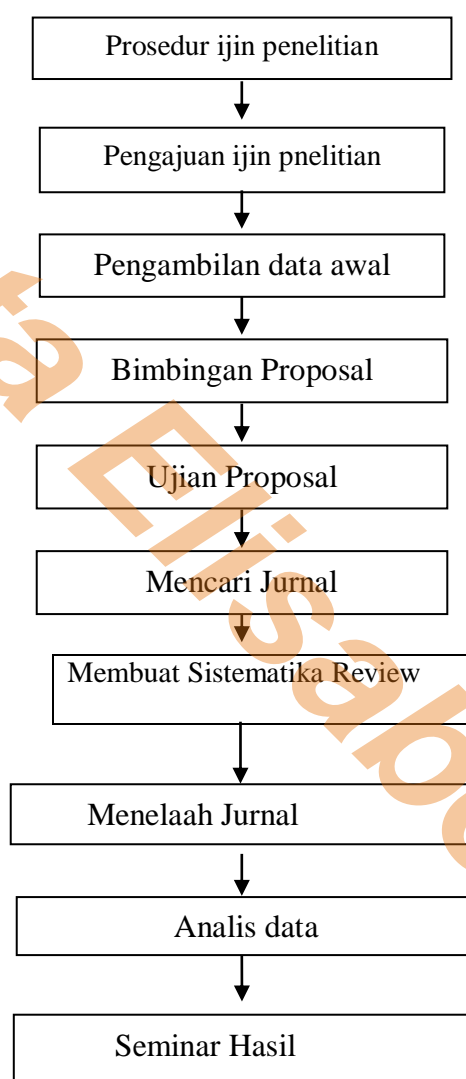 Prosedur ijin penelitian
Pengajuan ijin pnelitian
Pengambilan data awal
Bimbingan Proposal
Ujian Proposal
Mencari Jurnal
Membuat Sistematika Review
Menelaah Jurnal
Analis data
Seminar Hasil